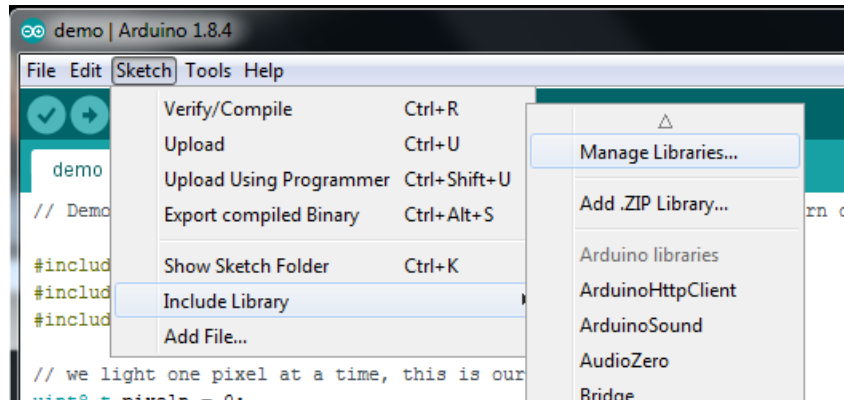 demo | Arduino 1.8.4
File Edit Sketch Tools Help
Verify/Compile Ctrl+R
Upload Ctrl+U
Upload Using Programmer Ctrl+Shift+U
Export compiled Binary Ctrl+Alt+S
Show Sketch Folder Ctrl+K
Include Library
Add File...
Manage Libraries...
Add .ZIP Library...
Arduino libraries
ArduinoHttpClient
ArduinoSound
AudioZero
Bridge
demo
// Demo
#includ
#includ
#includ
// we light one pixel at a time, this is our
uint8_t pixeln = 0;